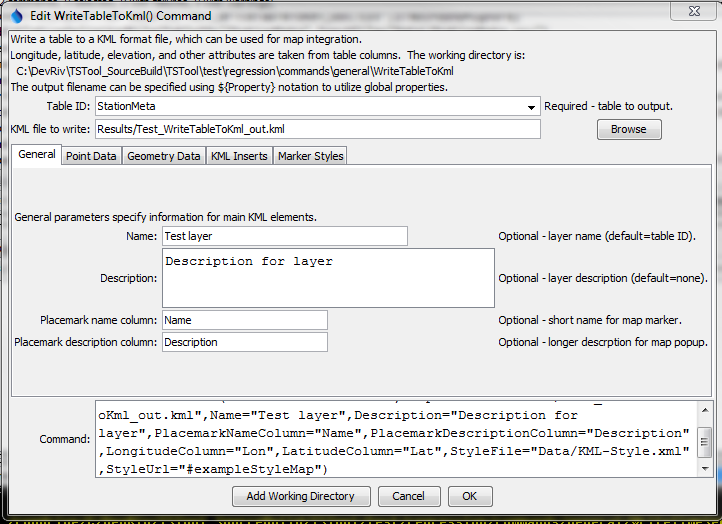 Edit WriteTableToKml() Command
Write a table to a KML format file, which can be used for map integration.
Longitude, latitude, elevation, and other attributes are taken from table columns.  The working directory is:
C:\DevRiv\TSTool_SourceBuild\TSTool\test\regression\commands\general\WriteTableToKml
The output filename can be specified using ${Property} notation to utilize global properties.
Table ID: StationMeta Required - table to output.
KML file to write: Results/Test_WriteTableToKml_out.kml Browse
General Point Data Geometry Data KML Inserts Marker Styles
General parameters specify information for main KML elements.
Name: Test layer Optional - layer name (default=table ID).
Description: Description for layer Optional - layer description (default=none).
Placemark name column: Name Optional - short name for map marker.
Placemark description column: Description Optional - longer descrption for map popup.
oKml_out.kml",Name="Test layer",Description="Description for
layer",PlacemarkNameColumn="Name",PlacemarkDescriptionColumn="Description"
Command: ,LongitudeColumn="Lon",LatitudeColumn="Lat",StyleFile="Data/KML-Style.xml"
,StyleUrl="#exampleStyleMap")
Add Working Directory Cancel OK